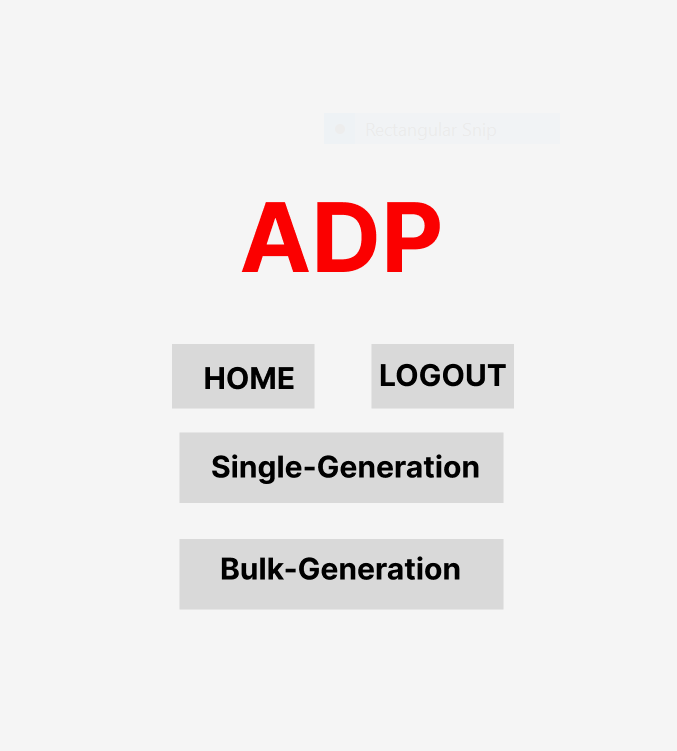 Rectangular Snip
ADP
HOME LOGOUT
Single-Generation
Bulk-Generation